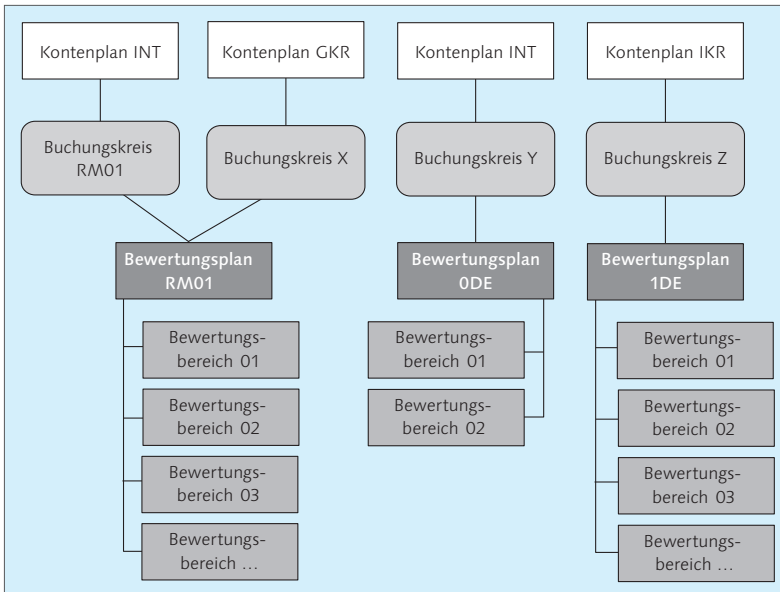 Kontenplan INT
Kontenplan GKR
Kontenplan INT
Kontenplan IKR
Buchungskreis
RM01
Buchungskreis X
Buchungskreis Y
Buchungskreis Z
Bewertungsplan
RM01
Bewertungsplan
0DE
Bewertungsplan
1DE
Bewertungs-
bereich 01
Bewertungs-
bereich 02
Bewertungs-
bereich 03
Bewertungs-
bereich ...
Bewertungs-
bereich 01
Bewertungs-
bereich 02
Bewertungs-
bereich 01
Bewertungs-
bereich 02
Bewertungs-
bereich 03
Bewertungs-
bereich ...